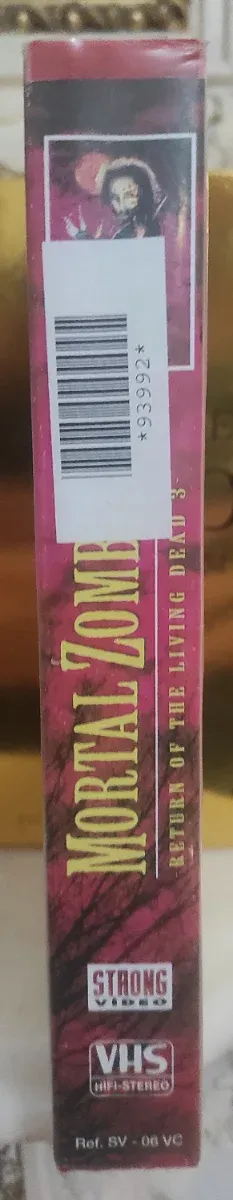 *93992*
MORTAL ZOMB
RETURN OF THE LIVING DEAD 3
STRONG
VIDEO
VHS
HIFI-STEREO
Ref. SV - 06 VC